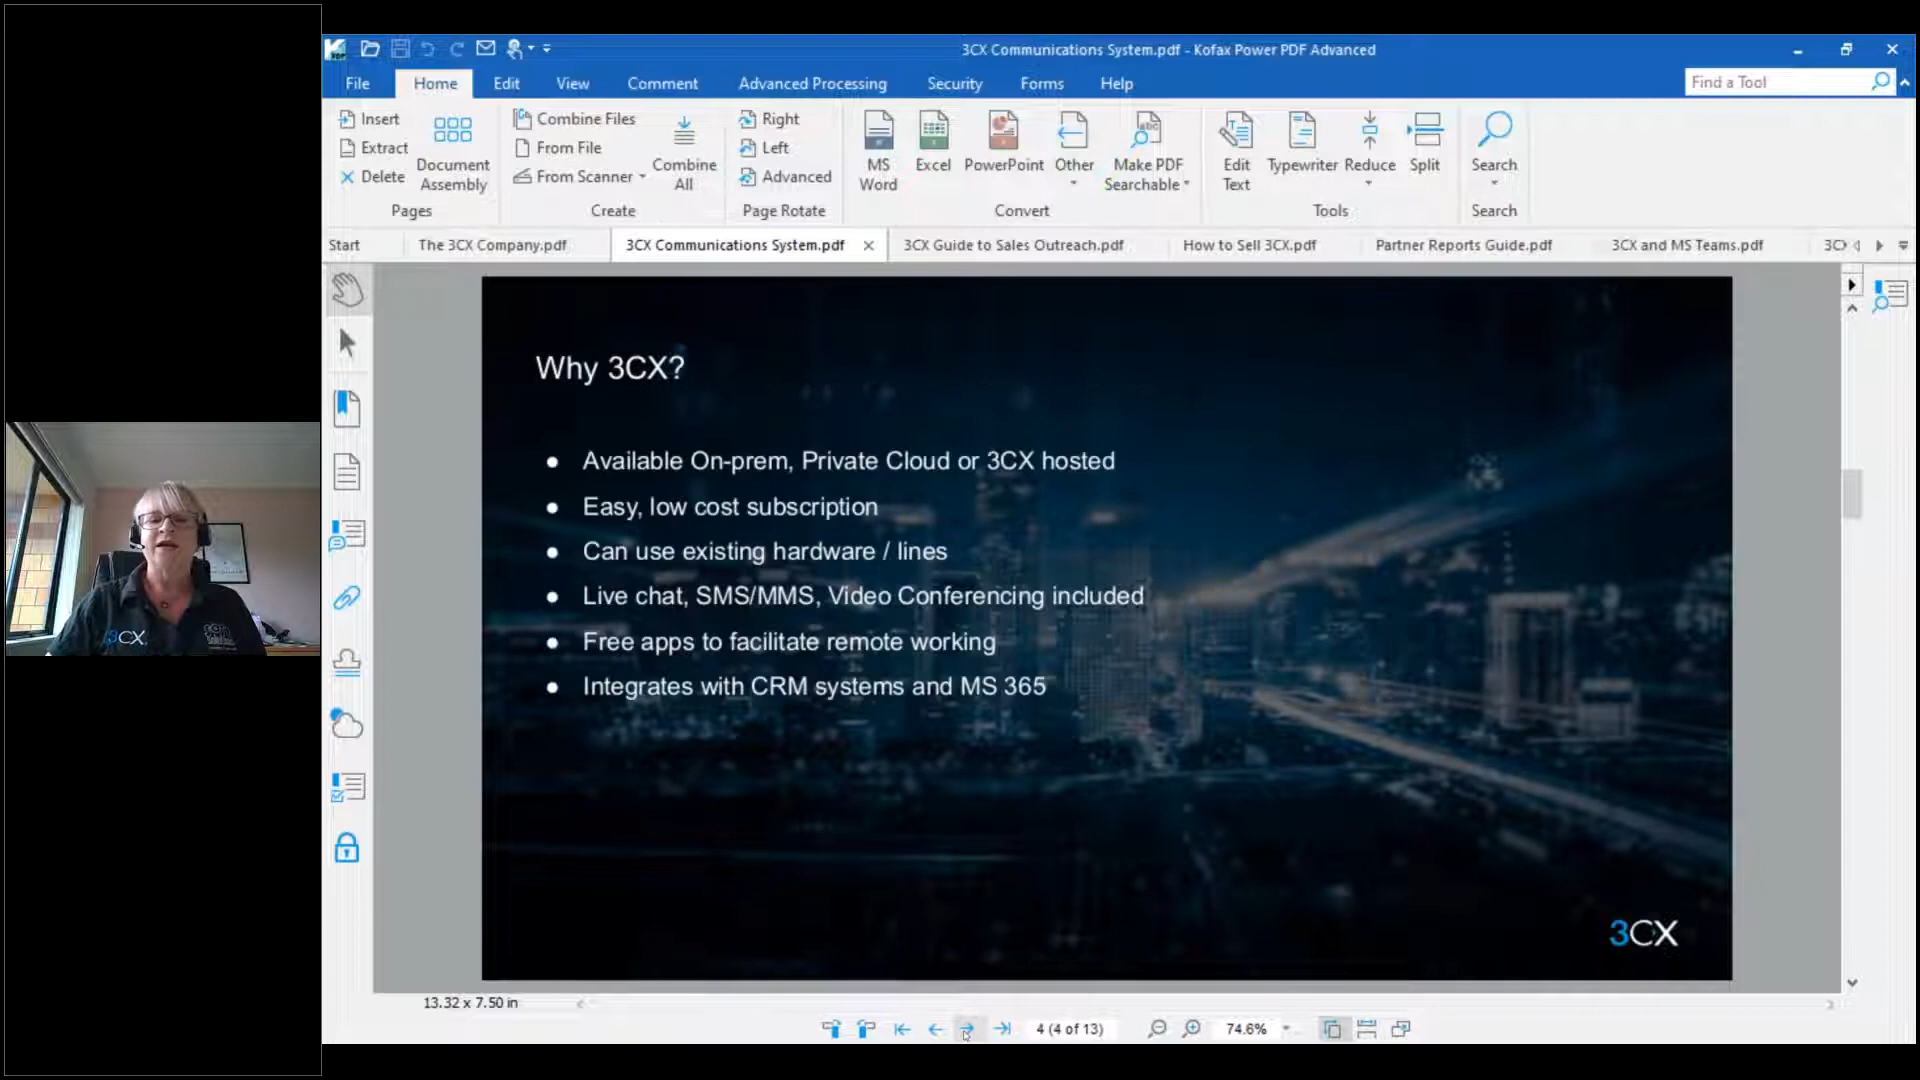 3CX Communications System.pdf - Kofax Power PDF Advanced
File Home Edit View Comment Advanced Processing Security Forms Help
Find a Tool
Insert
Extract
Delete
Document Assembly
Pages
Combine Files
From File
From Scanner
Combine All
Create
Right
Left
Advanced
Page Rotate
MS Word
Excel
PowerPoint
Other
Make PDF Searchable
Convert
Edit Text
Typewriter
Reduce
Split
Tools
Search
Search
Start The 3CX Company.pdf 3CX Communications System.pdf 3CX Guide to Sales Outreach.pdf How to Sell 3CX.pdf Partner Reports Guide.pdf 3CX and MS Teams.pdf
Why 3CX?
● Available On-prem, Private Cloud or 3CX hosted
● Easy, low cost subscription
● Can use existing hardware / lines
● Live chat, SMS/MMS, Video Conferencing included
● Free apps to facilitate remote working
● Integrates with CRM systems and MS 365
3CX
3CX.
13.32 x 7.50 in
4 (4 of 13)
74.6%